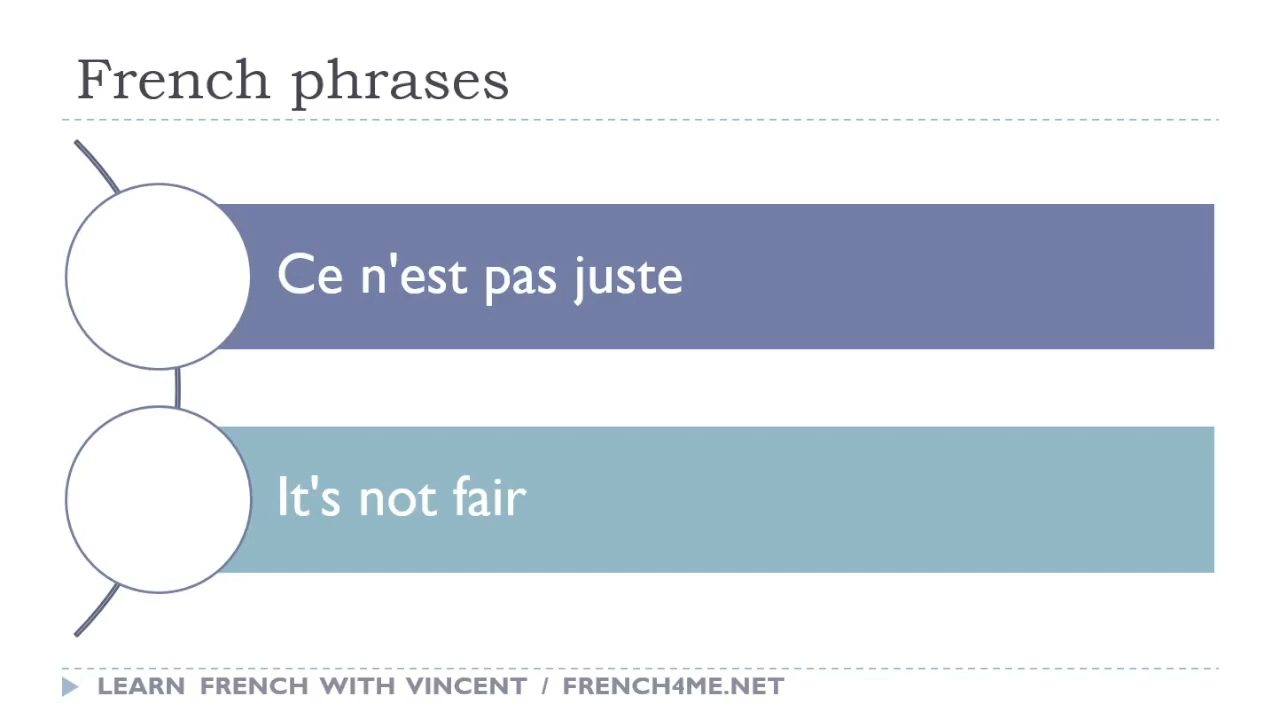 French phrases
Ce n'est pas juste
It's not fair
LEARN FRENCH WITH VINCENT / FRENCH4ME.NET